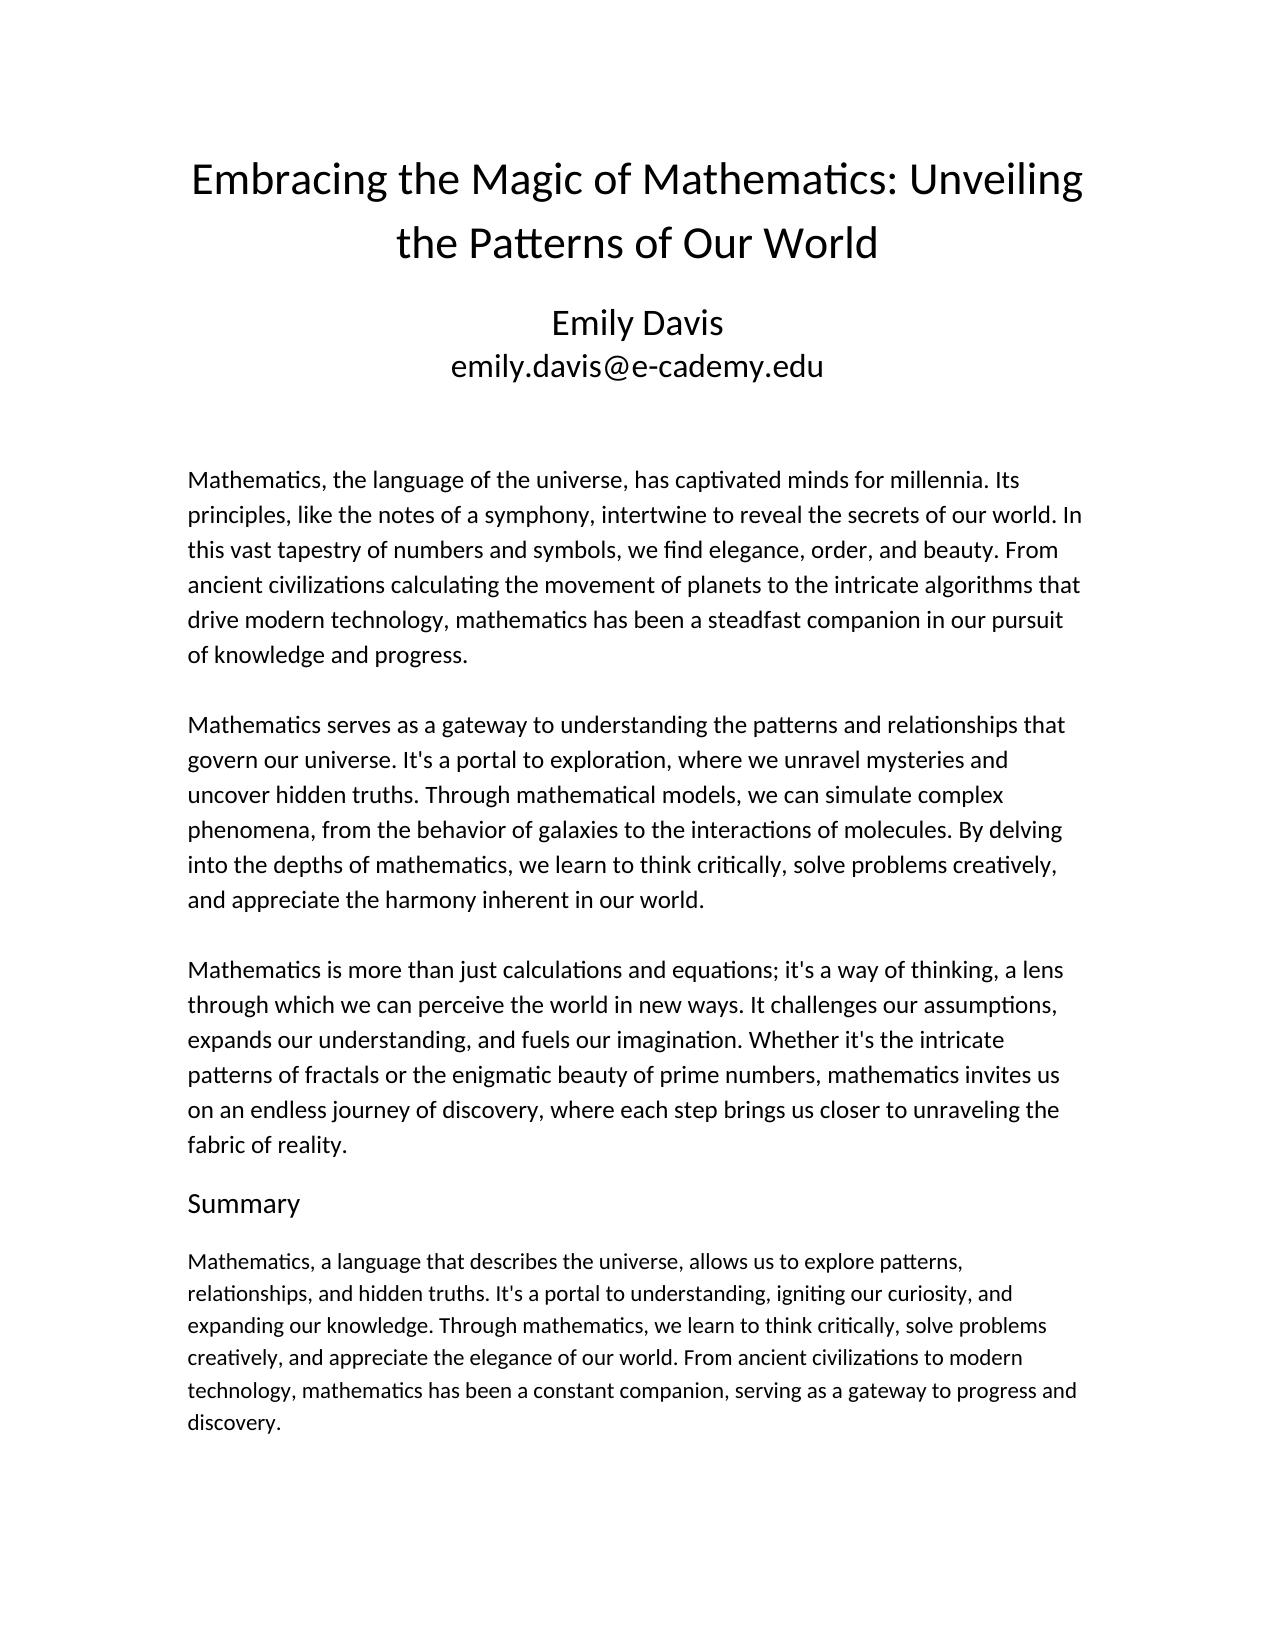 Embracing the Magic of Mathematics: Unveiling
the Patterns of Our World
Emily Davis
emily.davis@e-cademy.edu
Mathematics, the language of the universe, has captivated minds for millennia. Its
principles, like the notes of a symphony, intertwine to reveal the secrets of our world. In
this vast tapestry of numbers and symbols, we find elegance, order, and beauty. From
ancient civilizations calculating the movement of planets to the intricate algorithms that
drive modern technology, mathematics has been a steadfast companion in our pursuit
of knowledge and progress.
Mathematics serves as a gateway to understanding the patterns and relationships that
govern our universe. It's a portal to exploration, where we unravel mysteries and
uncover hidden truths. Through mathematical models, we can simulate complex
phenomena, from the behavior of galaxies to the interactions of molecules. By delving
into the depths of mathematics, we learn to think critically, solve problems creatively,
and appreciate the harmony inherent in our world.
Mathematics is more than just calculations and equations; it's a way of thinking, a lens
through which we can perceive the world in new ways. It challenges our assumptions,
expands our understanding, and fuels our imagination. Whether it's the intricate
patterns of fractals or the enigmatic beauty of prime numbers, mathematics invites us
on an endless journey of discovery, where each step brings us closer to unraveling the
fabric of reality.
Summary
Mathematics, a language that describes the universe, allows us to explore patterns,
relationships, and hidden truths. It's a portal to understanding, igniting our curiosity, and
expanding our knowledge. Through mathematics, we learn to think critically, solve problems
creatively, and appreciate the elegance of our world. From ancient civilizations to modern
technology, mathematics has been a constant companion, serving as a gateway to progress and
discovery.